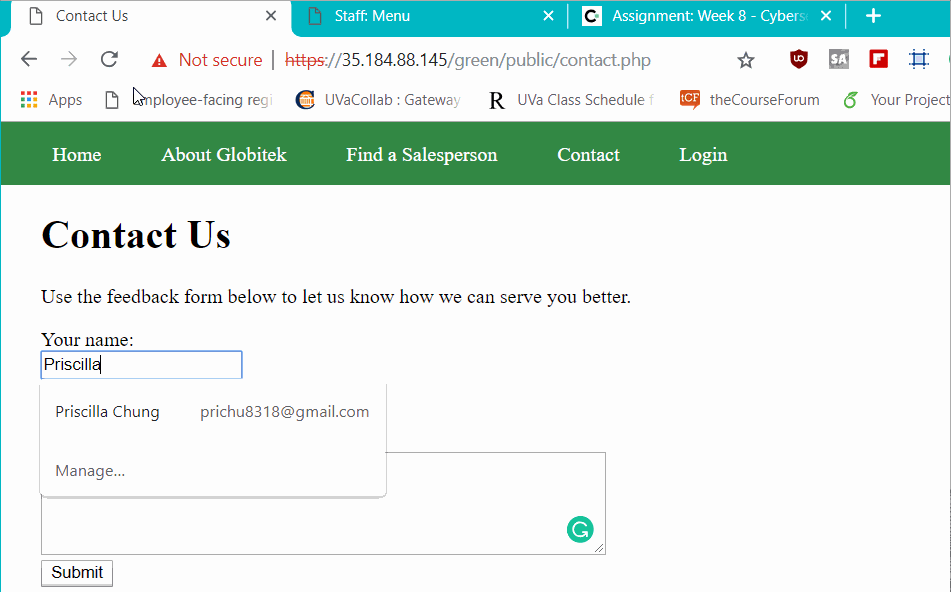 Contact Us
Staff: Menu
Assignment: Week 8 - Cyberse
Not secure | https://35.184.88.145/green/public/contact.php
Apps
mployee-facing regi
UVaCollab : Gateway
R UVa Class Schedule f
tCF theCourseForum
Your Project
Home About Globitek Find a Salesperson Contact Login
Contact Us
Use the feedback form below to let us know how we can serve you better.
Your name:
Priscilla
Priscilla Chung prichu8318@gmail.com
Manage...
Submit